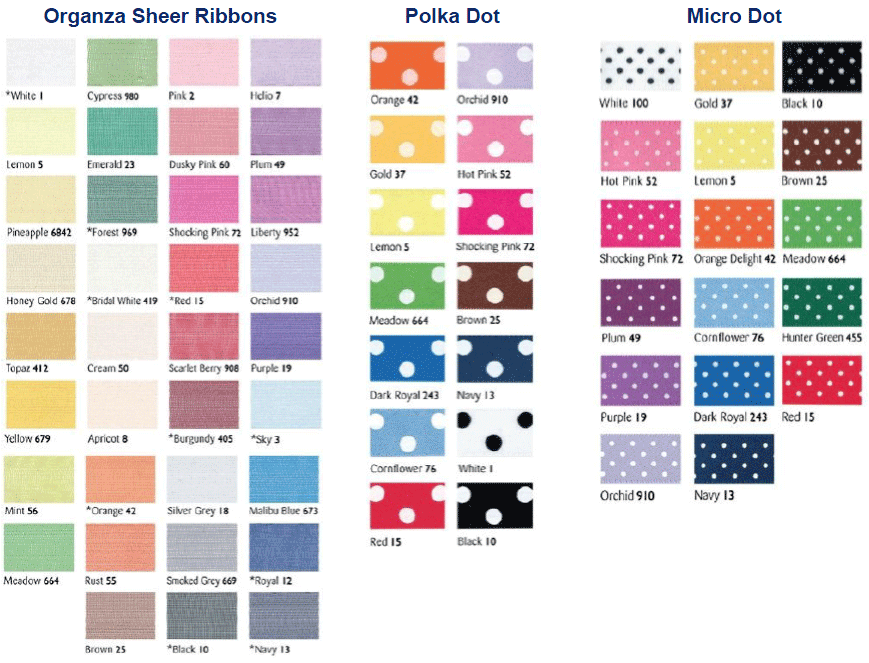 Organza Sheer Ribbons
*White 1 Cypress 980 Pink 2 Helio 7
Lemon 5 Emerald 23 Dusky Pink 60 Plum 49
Pineapple 6842 *Forest 969 Shocking Pink 72 Liberty 952
Honey Gold 678 *Bridal White 419 *Red 15 Orchid 910
Topaz 412 Cream 50 Scarlet Berry 908 Purple 19
Yellow 679 Apricot 8 *Burgundy 405 *Sky 3
Mint 56 *Orange 42 Silver Grey 18 Malibu Blue 673
Meadow 664 Rust 55 Smoked Grey 669 *Royal 12
Brown 25 *Black 10 *Navy 13
Polka Dot
Orange 42 Orchid 910
Gold 37 Hot Pink 52
Lemon 5 Shocking Pink 72
Meadow 664 Brown 25
Dark Royal 243 Navy 13
Cornflower 76 White 1
Red 15 Black 10
Micro Dot
White 100 Gold 37 Black 10
Hot Pink 52 Lemon 5 Brown 25
Shocking Pink 72 Orange Delight 42 Meadow 664
Plum 49 Cornflower 76 Hunter Green 455
Purple 19 Dark Royal 243 Red 15
Orchid 910 Navy 13